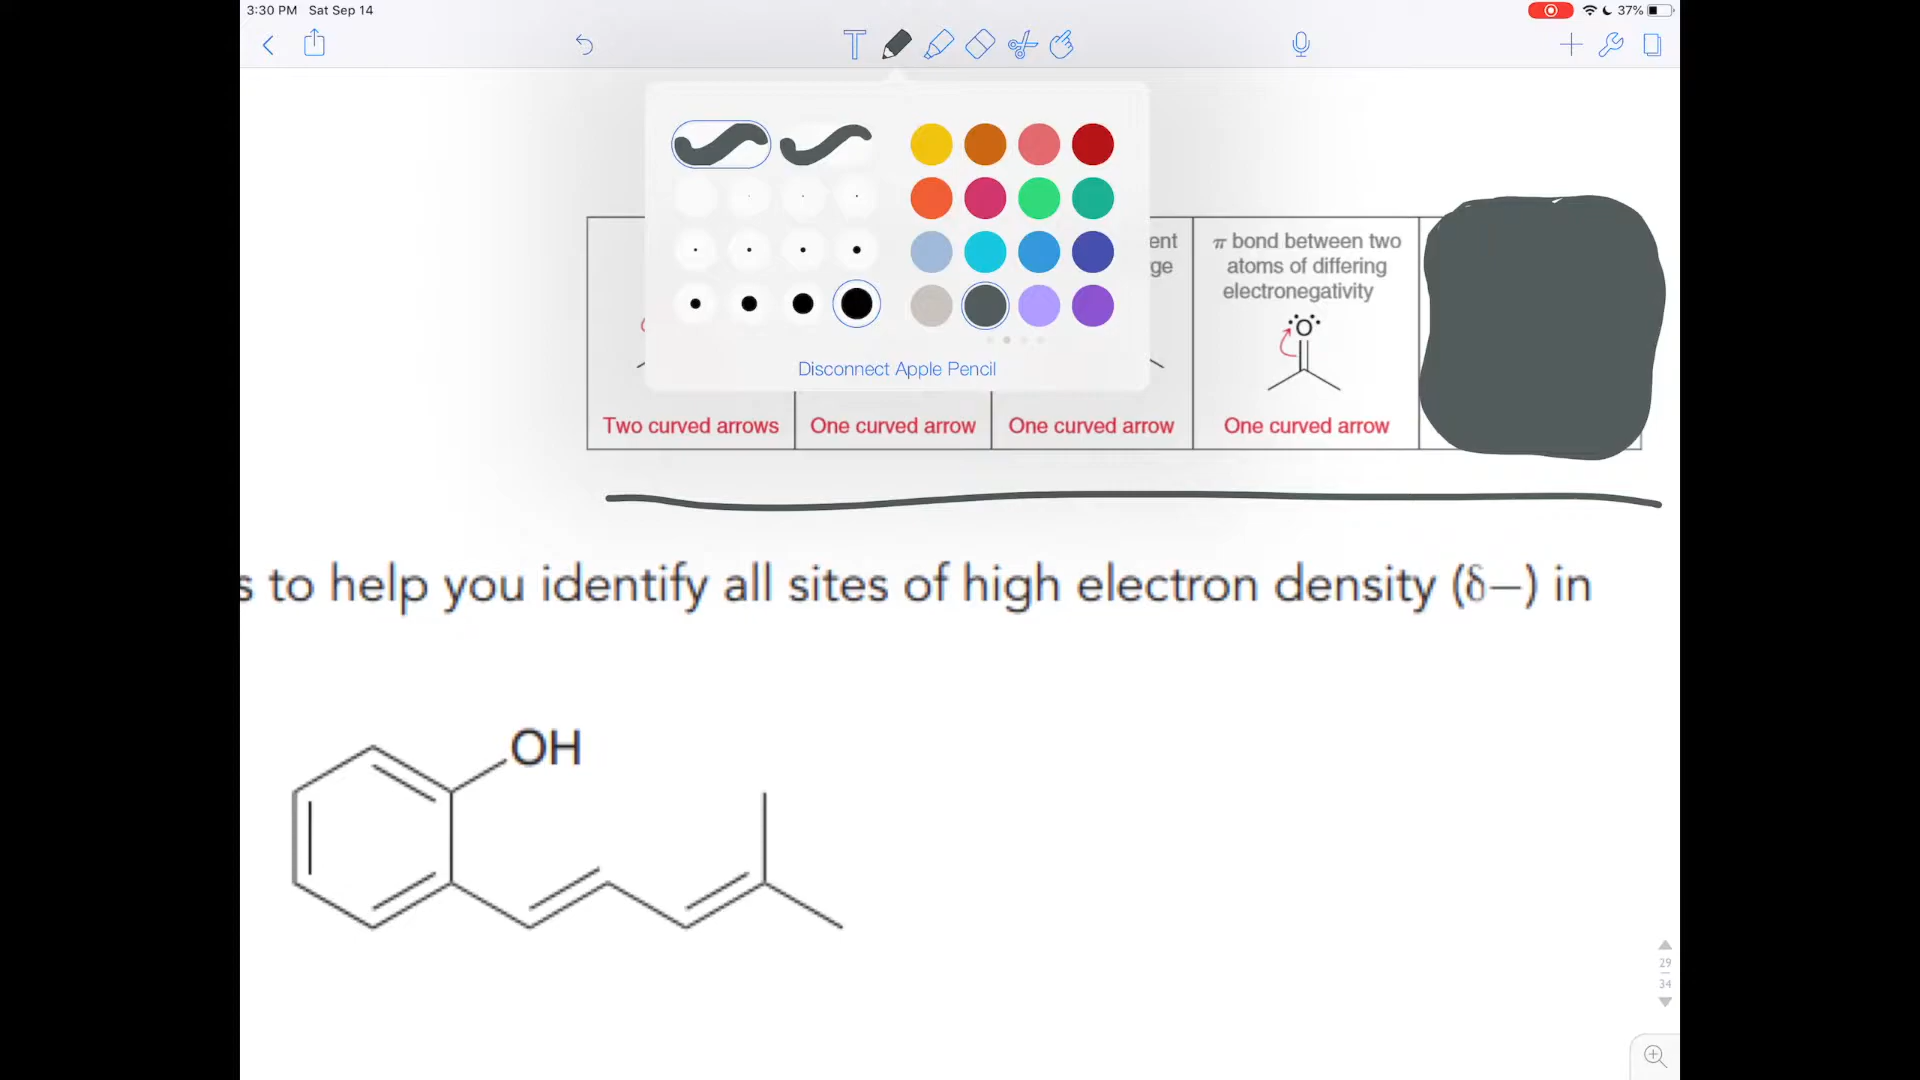 3:30 PM Sat Sep 14
37%
T
Disconnect Apple Pencil
ent
ge
π bond between two
atoms of differing
electronegativity
O
Two curved arrows
One curved arrow
One curved arrow
One curved arrow
s to help you identify all sites of high electron density (δ–) in
OH
29
34